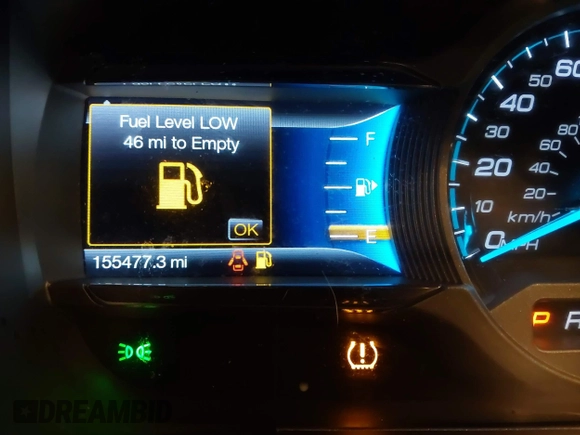 Fuel Level LOW
46 mi to Empty
OK
155477.3 mi
F
E
60
50
40
30
20
10
0
MPH
80
60
40
20
km/h
P R
DREAMBID